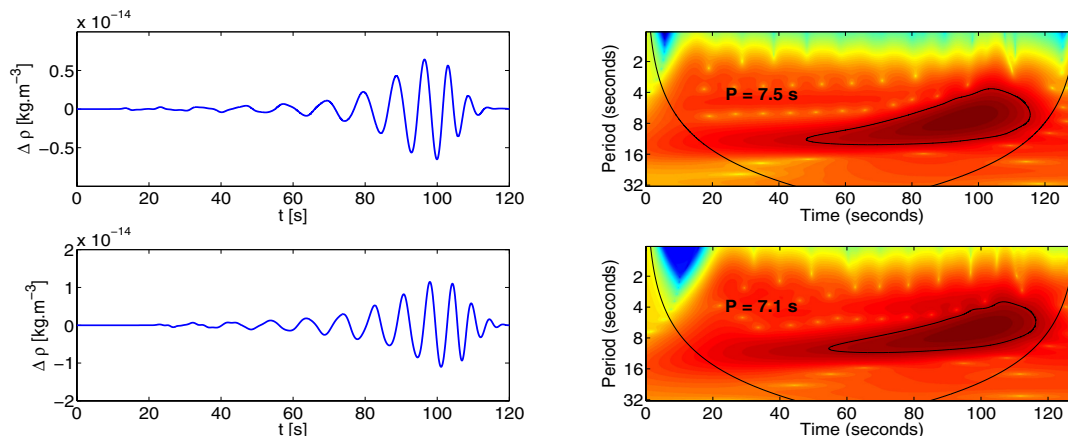 x 10−14
1
0.5
0
−0.5
−1
Δ ρ [kg.m−3]
0 20 40 60 80 100 120
t [s]
P = 7.5 s
2
4
8
16
32
Period (seconds)
0 20 40 60 80 100 120
Time (seconds)
x 10−14
2
1
0
−1
−2
Δ ρ [kg.m−3]
0 20 40 60 80 100 120
t [s]
P = 7.1 s
2
4
8
16
32
Period (seconds)
0 20 40 60 80 100 120
Time (seconds)